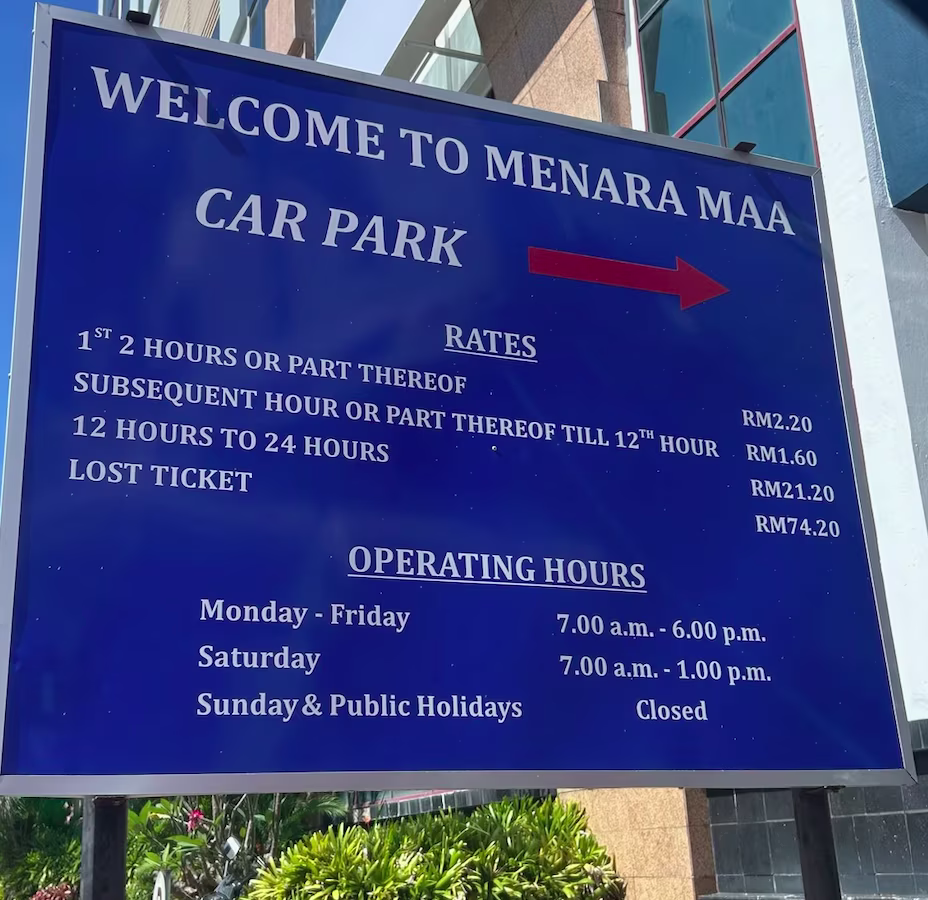 WELCOME TO MENARA MAA
CAR PARK
RATES
1ST 2 HOURS OR PART THEREOF RM2.20
SUBSEQUENT HOUR OR PART THEREOF TILL 12TH HOUR RM1.60
12 HOURS TO 24 HOURS RM21.20
LOST TICKET RM74.20
OPERATING HOURS
Monday - Friday 7.00 a.m. - 6.00 p.m.
Saturday 7.00 a.m. - 1.00 p.m.
Sunday & Public Holidays Closed